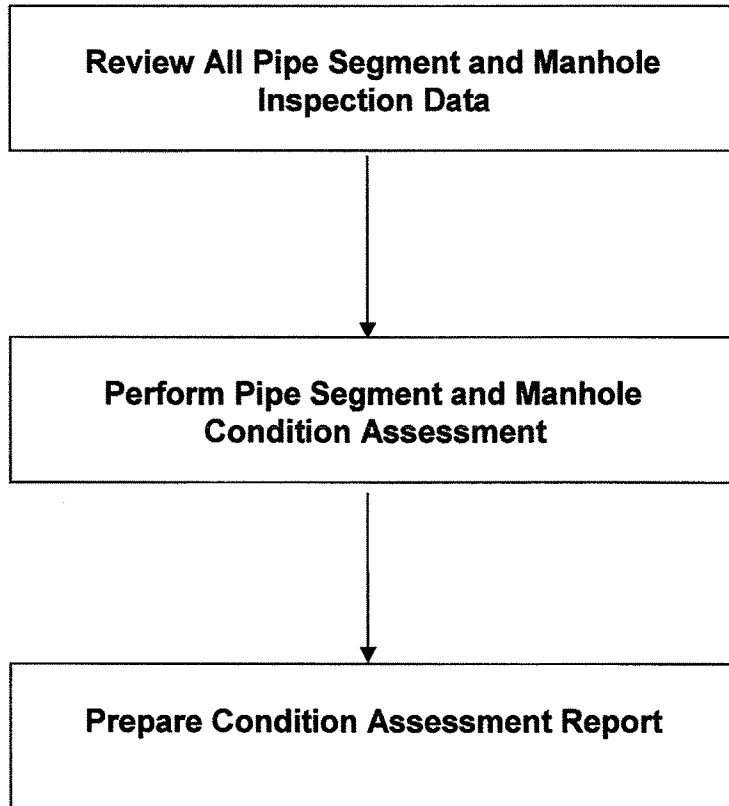 Review All Pipe Segment and Manhole
Inspection Data
Perform Pipe Segment and Manhole
Condition Assessment
Prepare Condition Assessment Report